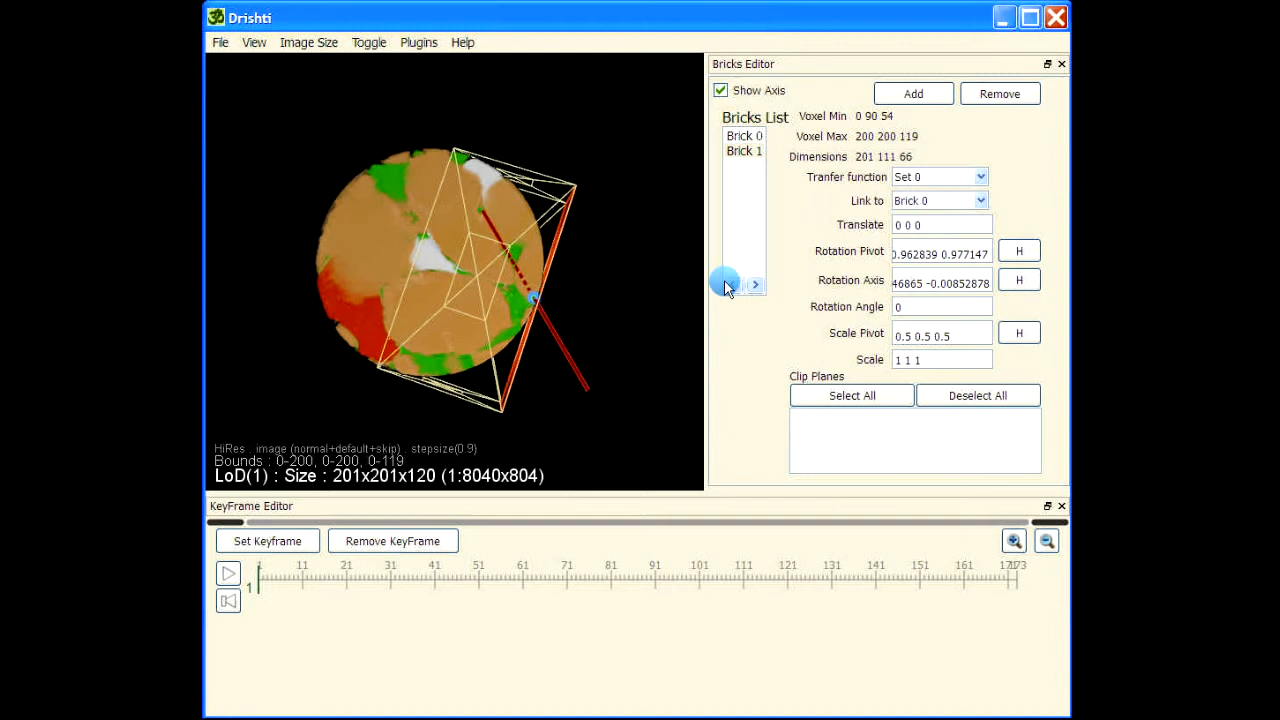 Drishti
File View Image Size Toggle Plugins Help
Bricks Editor
Show Axis
Add Remove
Bricks List
Brick 0
Brick 1
Voxel Min 0 90 54
Voxel Max 200 200 119
Dimensions 201 111 66
Tranfer function Set 0
Link to Brick 0
Translate 0 0 0
Rotation Pivot 0.962839 0.977147 H
Rotation Axis 46865 -0.00852878 H
Rotation Angle 0
Scale Pivot 0.5 0.5 0.5 H
Scale 1 1 1
Clip Planes
Select All Deselect All
HiRes . image (normal+default+skip) . stepsize(0.9)
Bounds : 0-200, 0-200, 0-119
LoD(1) : Size : 201x201x120 (1:8040x804)
KeyFrame Editor
Set Keyframe Remove KeyFrame
1 11 21 31 41 51 61 71 81 91 101 111 121 131 141 151 161 171 173
1